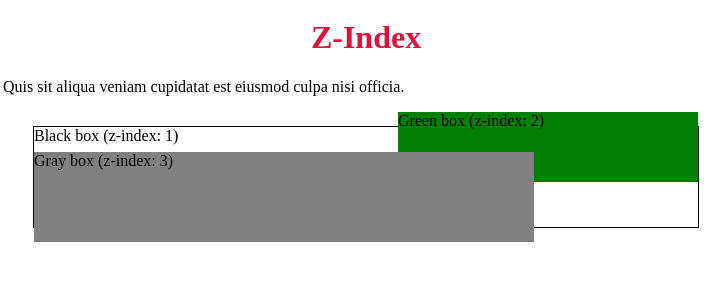 Z-Index
Quis sit aliqua veniam cupidatat est eiusmod culpa nisi officia.
Green box (z-index: 2)
Black box (z-index: 1)
Gray box (z-index: 3)